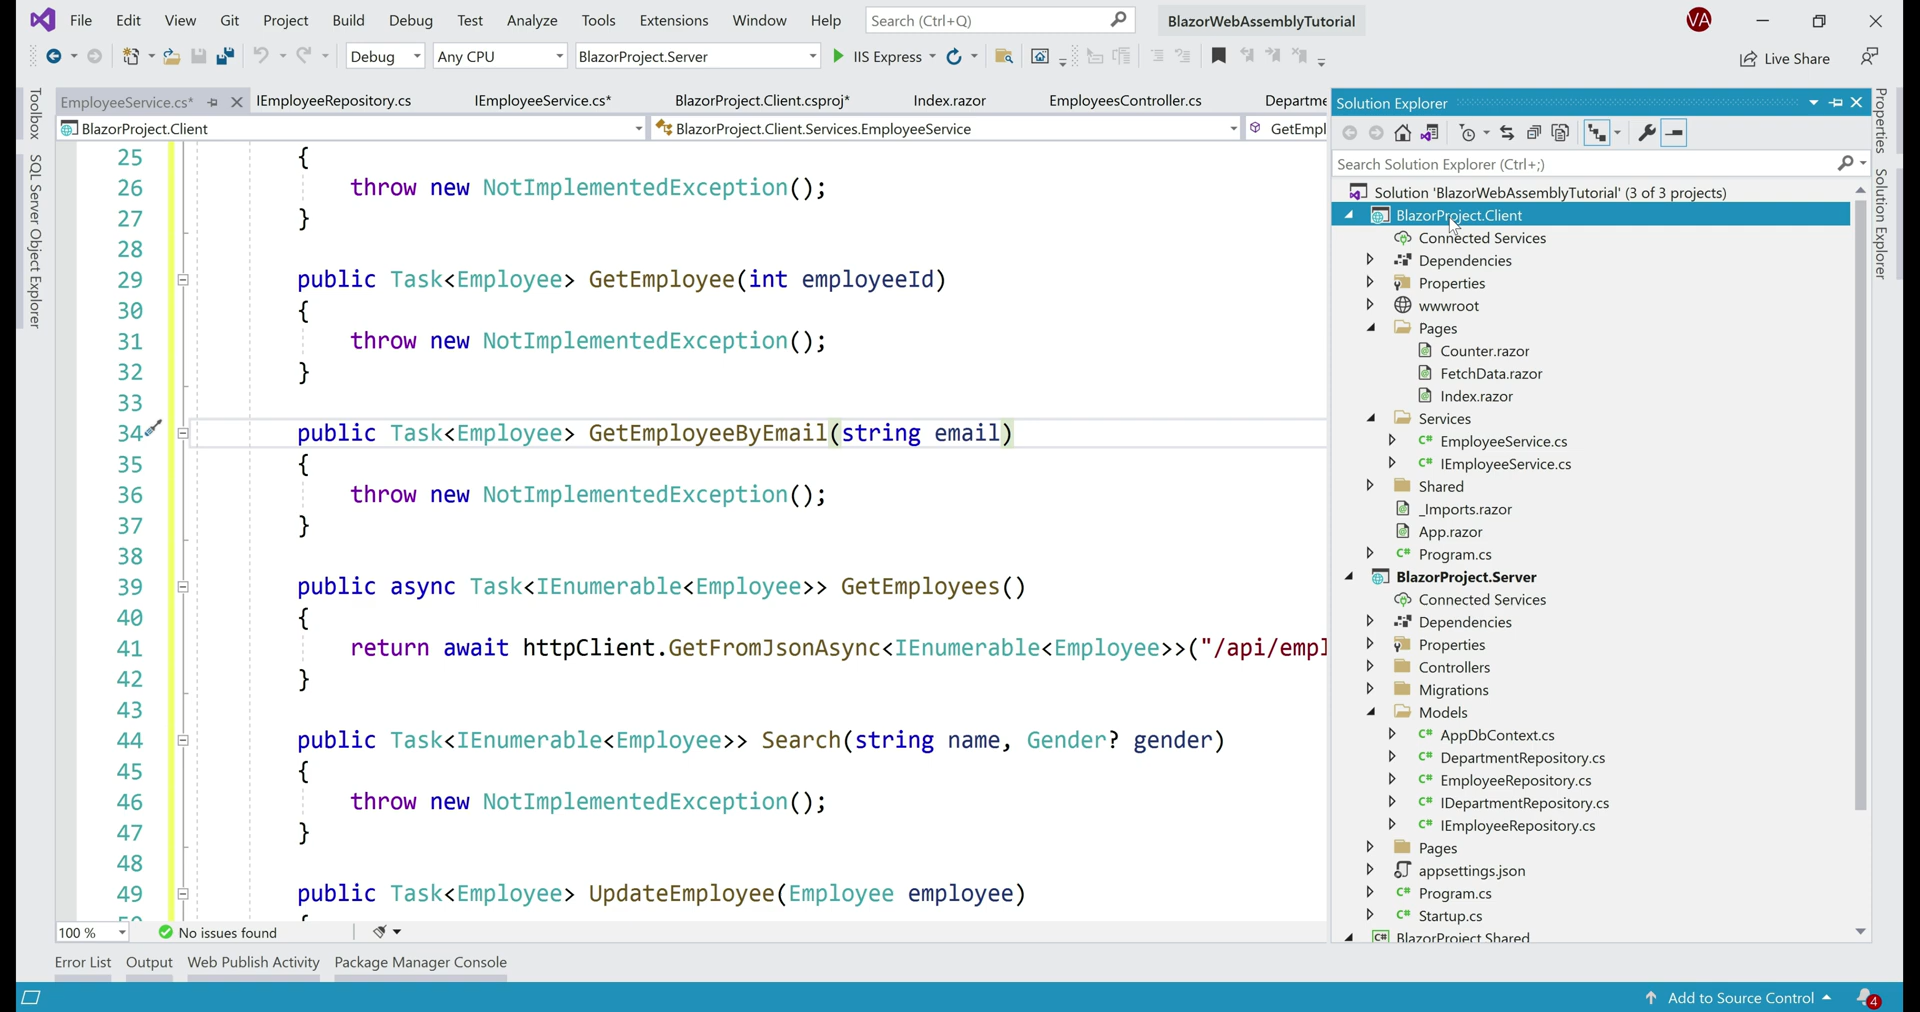 File Edit View Git Project Build Debug Test Analyze Tools Extensions Window Help Search (Ctrl+Q) BlazorWebAssemblyTutorial VA
Debug Any CPU BlazorProject.Server IIS Express Live Share
EmployeeService.cs* IEmployeeRepository.cs IEmployeeService.cs* BlazorProject.Client.csproj* Index.razor EmployeesController.cs Departme
BlazorProject.Client BlazorProject.Client.Services.EmployeeService GetEmpl
Toolbox
SQL Server Object Explorer
25 {
26 throw new NotImplementedException();
27 }
28
29 public Task<Employee> GetEmployee(int employeeId)
30 {
31 throw new NotImplementedException();
32 }
33
34 public Task<Employee> GetEmployeeByEmail(string email)
35 {
36 throw new NotImplementedException();
37 }
38
39 public async Task<IEnumerable<Employee>> GetEmployees()
40 {
41 return await httpClient.GetFromJsonAsync<IEnumerable<Employee>>("/api/empl
42 }
43
44 public Task<IEnumerable<Employee>> Search(string name, Gender? gender)
45 {
46 throw new NotImplementedException();
47 }
48
49 public Task<Employee> UpdateEmployee(Employee employee)
{
100 % No issues found
Solution Explorer
Search Solution Explorer (Ctrl+;)
Solution 'BlazorWebAssemblyTutorial' (3 of 3 projects)
BlazorProject.Client
Connected Services
Dependencies
Properties
wwwroot
Pages
Counter.razor
FetchData.razor
Index.razor
Services
C# EmployeeService.cs
C# IEmployeeService.cs
Shared
_Imports.razor
App.razor
C# Program.cs
BlazorProject.Server
Connected Services
Dependencies
Properties
Controllers
Migrations
Models
C# AppDbContext.cs
C# DepartmentRepository.cs
C# EmployeeRepository.cs
C# IDepartmentRepository.cs
C# IEmployeeRepository.cs
Pages
appsettings.json
C# Program.cs
C# Startup.cs
C# BlazorProject.Shared
Properties
Solution Explorer
Error List Output Web Publish Activity Package Manager Console
Add to Source Control 4